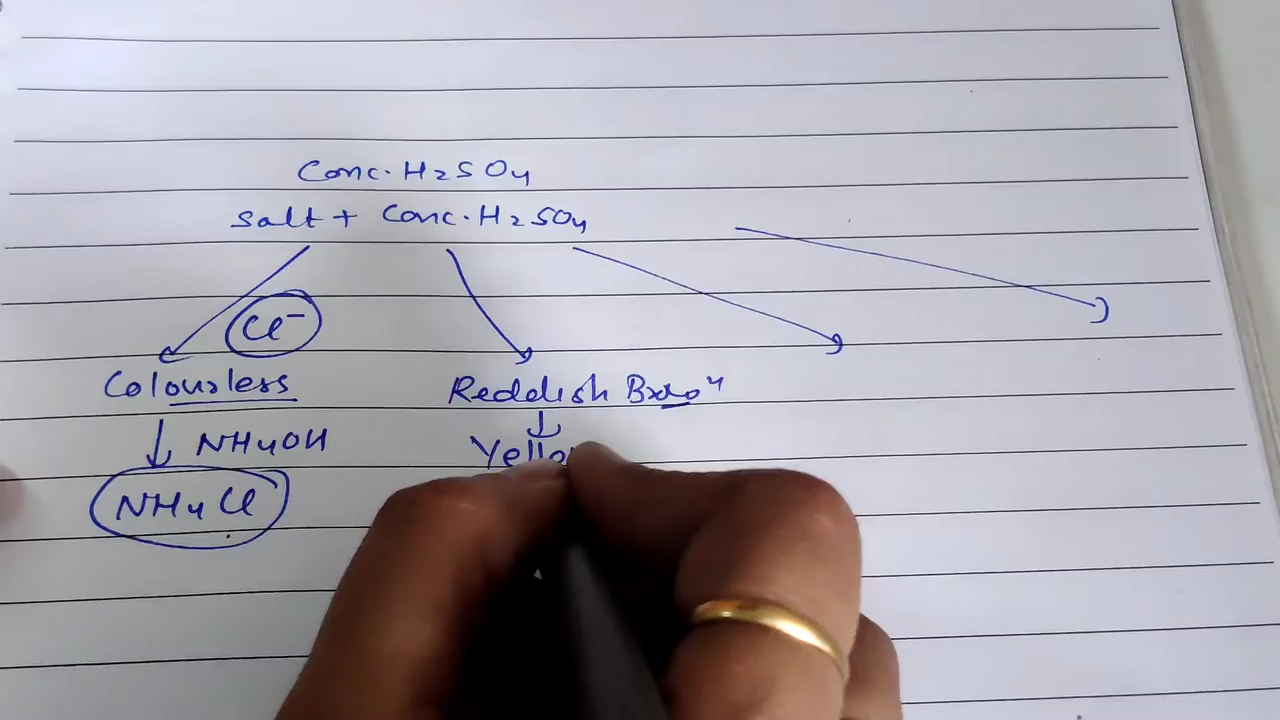 Conc. H2SO4
Salt + Conc. H2SO4
Cl⁻
Colourless
Reddish
NH4OH
NH4Cl